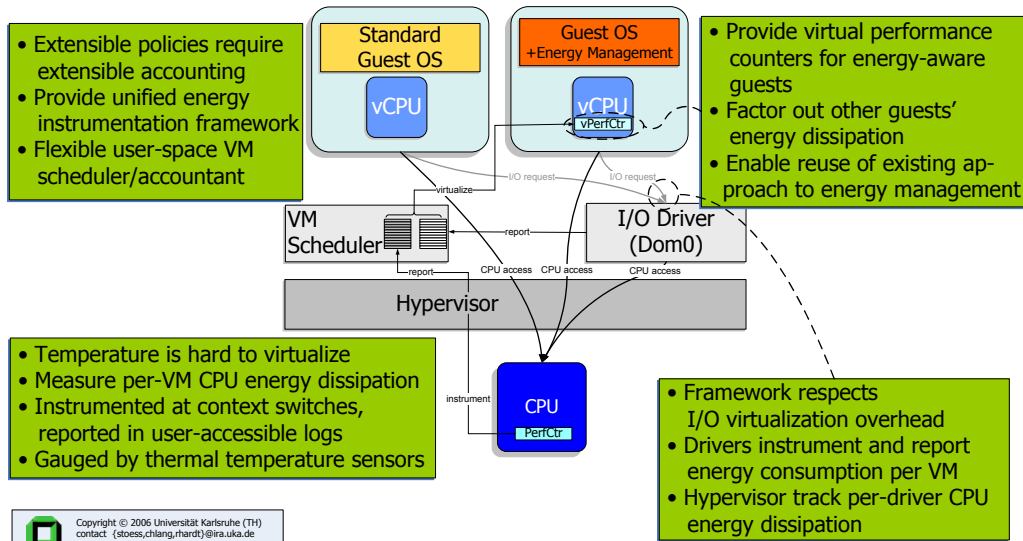 • Extensible policies require
extensible accounting
• Provide unified energy
instrumentation framework
• Flexible user-space VM
scheduler/accountant
Standard
Guest OS
vCPU
Guest OS
+Energy Management
vCPU
vPerfCtr
• Provide virtual performance
counters for energy-aware
guests
• Factor out other guests’
energy dissipation
• Enable reuse of existing ap-
proach to energy management
I/O request
I/O request
virtualize
VM
Scheduler
report
I/O Driver
(Dom0)
report
CPU access
CPU access
CPU access
Hypervisor
• Temperature is hard to virtualize
• Measure per-VM CPU energy dissipation
• Instrumented at context switches,
reported in user-accessible logs
• Gauged by thermal temperature sensors
instrument
CPU
PerfCtr
• Framework respects
I/O virtualization overhead
• Drivers instrument and report
energy consumption per VM
• Hypervisor track per-driver CPU
energy dissipation
Copyright © 2006 Universität Karlsruhe (TH)
contact {stoess,chlang,rhardt}@ira.uka.de